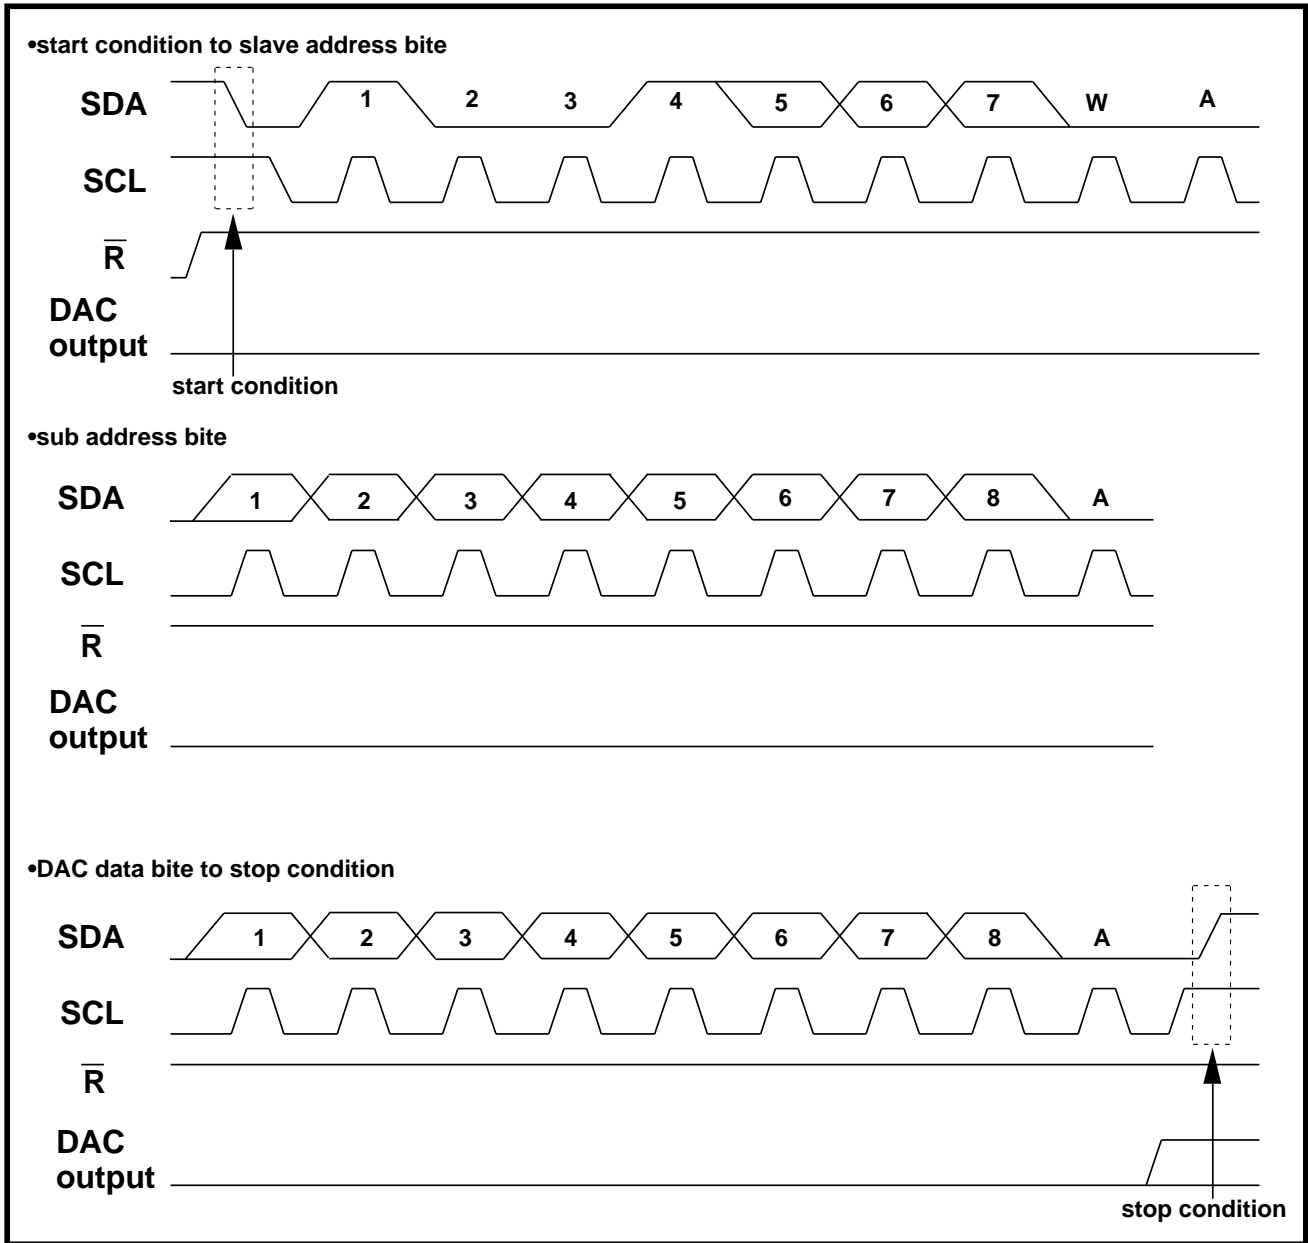 •start condition to slave address bite
SDA 1 2 3 4 5 6 7 W A
SCL
R̅
DAC
output
start condition
•sub address bite
SDA 1 2 3 4 5 6 7 8 A
SCL
R̅
DAC
output
•DAC data bite to stop condition
SDA 1 2 3 4 5 6 7 8 A
SCL
R̅
DAC
output
stop condition